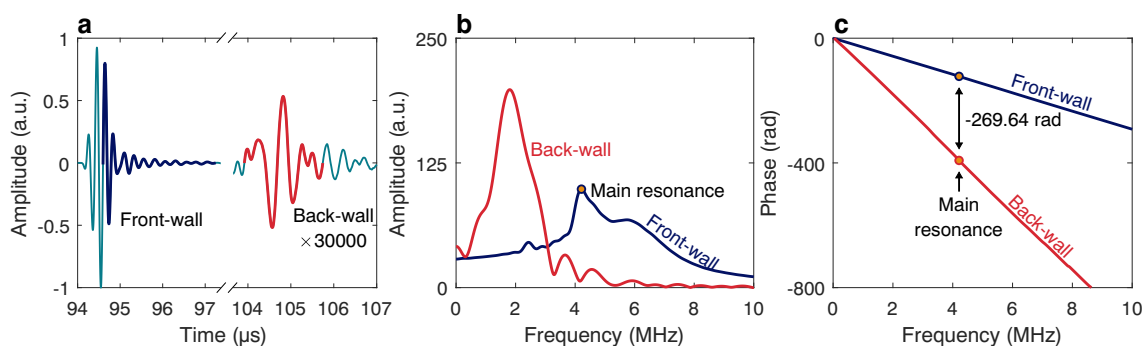 a
Amplitude (a.u.)
1
0.5
0
-0.5
-1
Front-wall
Back-wall
×30000
94
95
96
97
104
105
106
107
Time (μs)
b
Amplitude (a.u.)
250
125
0
Back-wall
Main resonance
Front-wall
0
2
4
6
8
10
Frequency (MHz)
c
Phase (rad)
0
-400
-800
Front-wall
-269.64 rad
Main
resonance
Back-wall
0
2
4
6
8
10
Frequency (MHz)